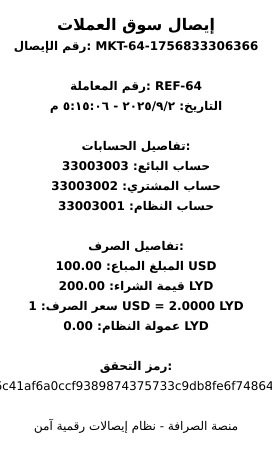 إيصال سوق العملات
رقم الإيصال: MKT-64-1756833306366
رقم المعاملة: REF-64
التاريخ: ٢٠٢٥/٩/٢ - ٥:١٥:٠٦ م
تفاصيل الحسابات:
حساب البائع: 33003003
حساب المشتري: 33003002
حساب النظام: 33003001
تفاصيل الصرف:
المبلغ المباع: 100.00 USD
قيمة الشراء: 200.00 LYD
سعر الصرف: 1 USD = 2.0000 LYD
عمولة النظام: 0.00 LYD
رمز التحقق:
c41af6a0ccf9389874375733c9db8fe6f74864
منصة الصرافة - نظام إيصالات رقمية آمن